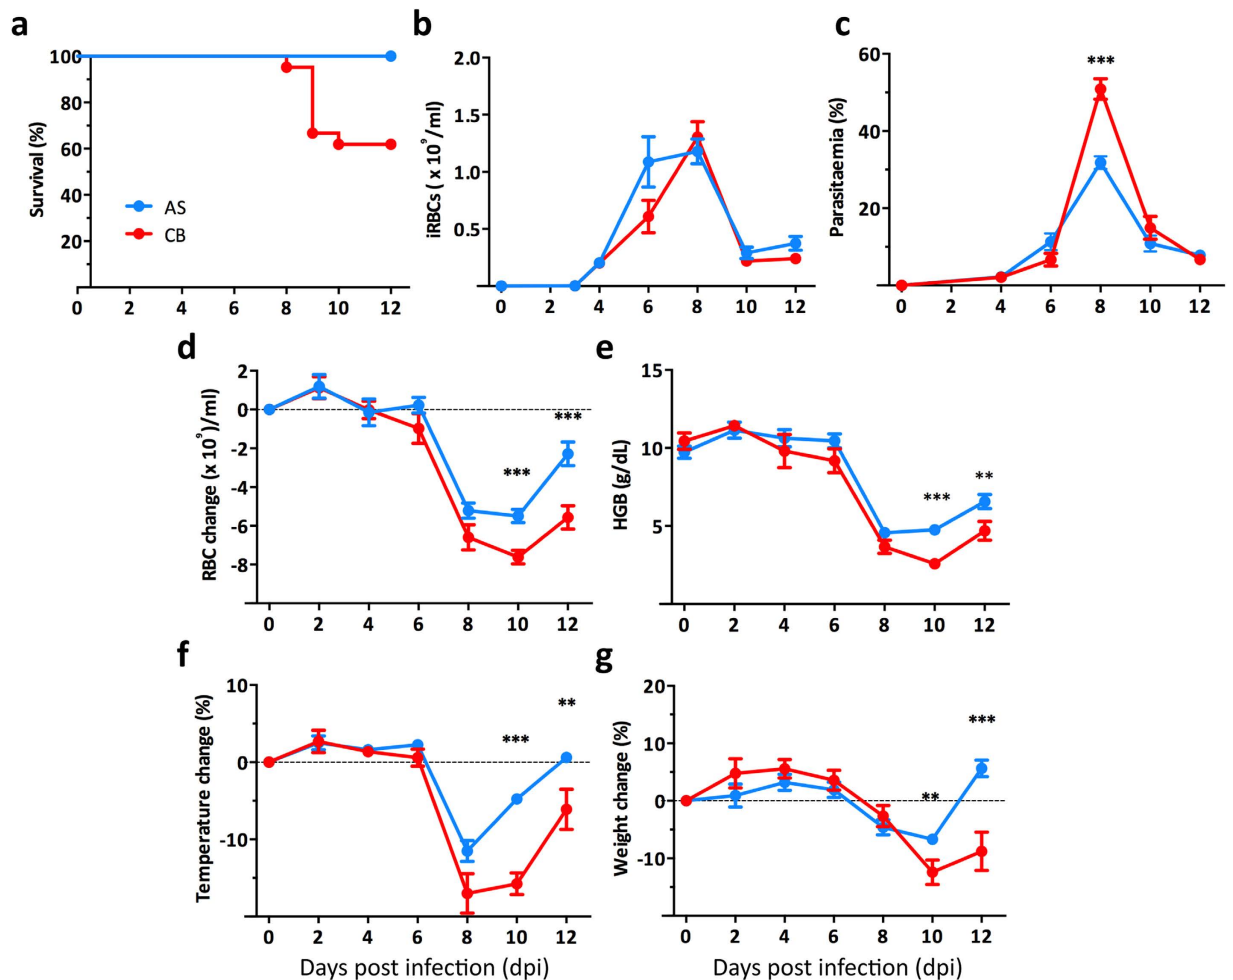 a
Survival (%)
100
80
60
40
20
0 2 4 6 8 10 12
AS
CB
b
iRBCs ( x 10⁹/ml)
2.0
1.5
1.0
0.5
0 2 4 6 8 10 12
c
Parasitaemia (%)
60
40
20
0 2 4 6 8 10 12
***
d
RBC change (x 10⁹)/ml)
2
0
-2
-4
-6
-8
0 2 4 6 8 10 12
***
***
e
HGB (g/dL)
15
10
5
0 2 4 6 8 10 12
***
**
f
Temperature change (%)
10
0
-10
0 2 4 6 8 10 12
***
**
Days post infection (dpi)
g
Weight change (%)
20
10
0
-10
0 2 4 6 8 10 12
**
***
Days post infection (dpi)